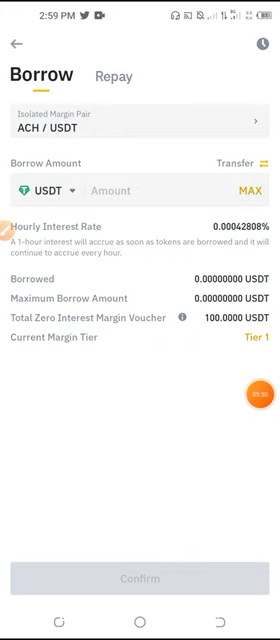 2:59 PM
Borrow Repay
Isolated Margin Pair
ACH / USDT
Borrow Amount Transfer
USDT Amount MAX
Hourly Interest Rate 0.00042808%
A 1-hour interest will accrue as soon as tokens are borrowed and it will
continue to accrue every hour.
Borrowed 0.00000000 USDT
Maximum Borrow Amount 0.00000000 USDT
Total Zero Interest Margin Voucher 100.0000 USDT
Current Margin Tier Tier 1
Confirm